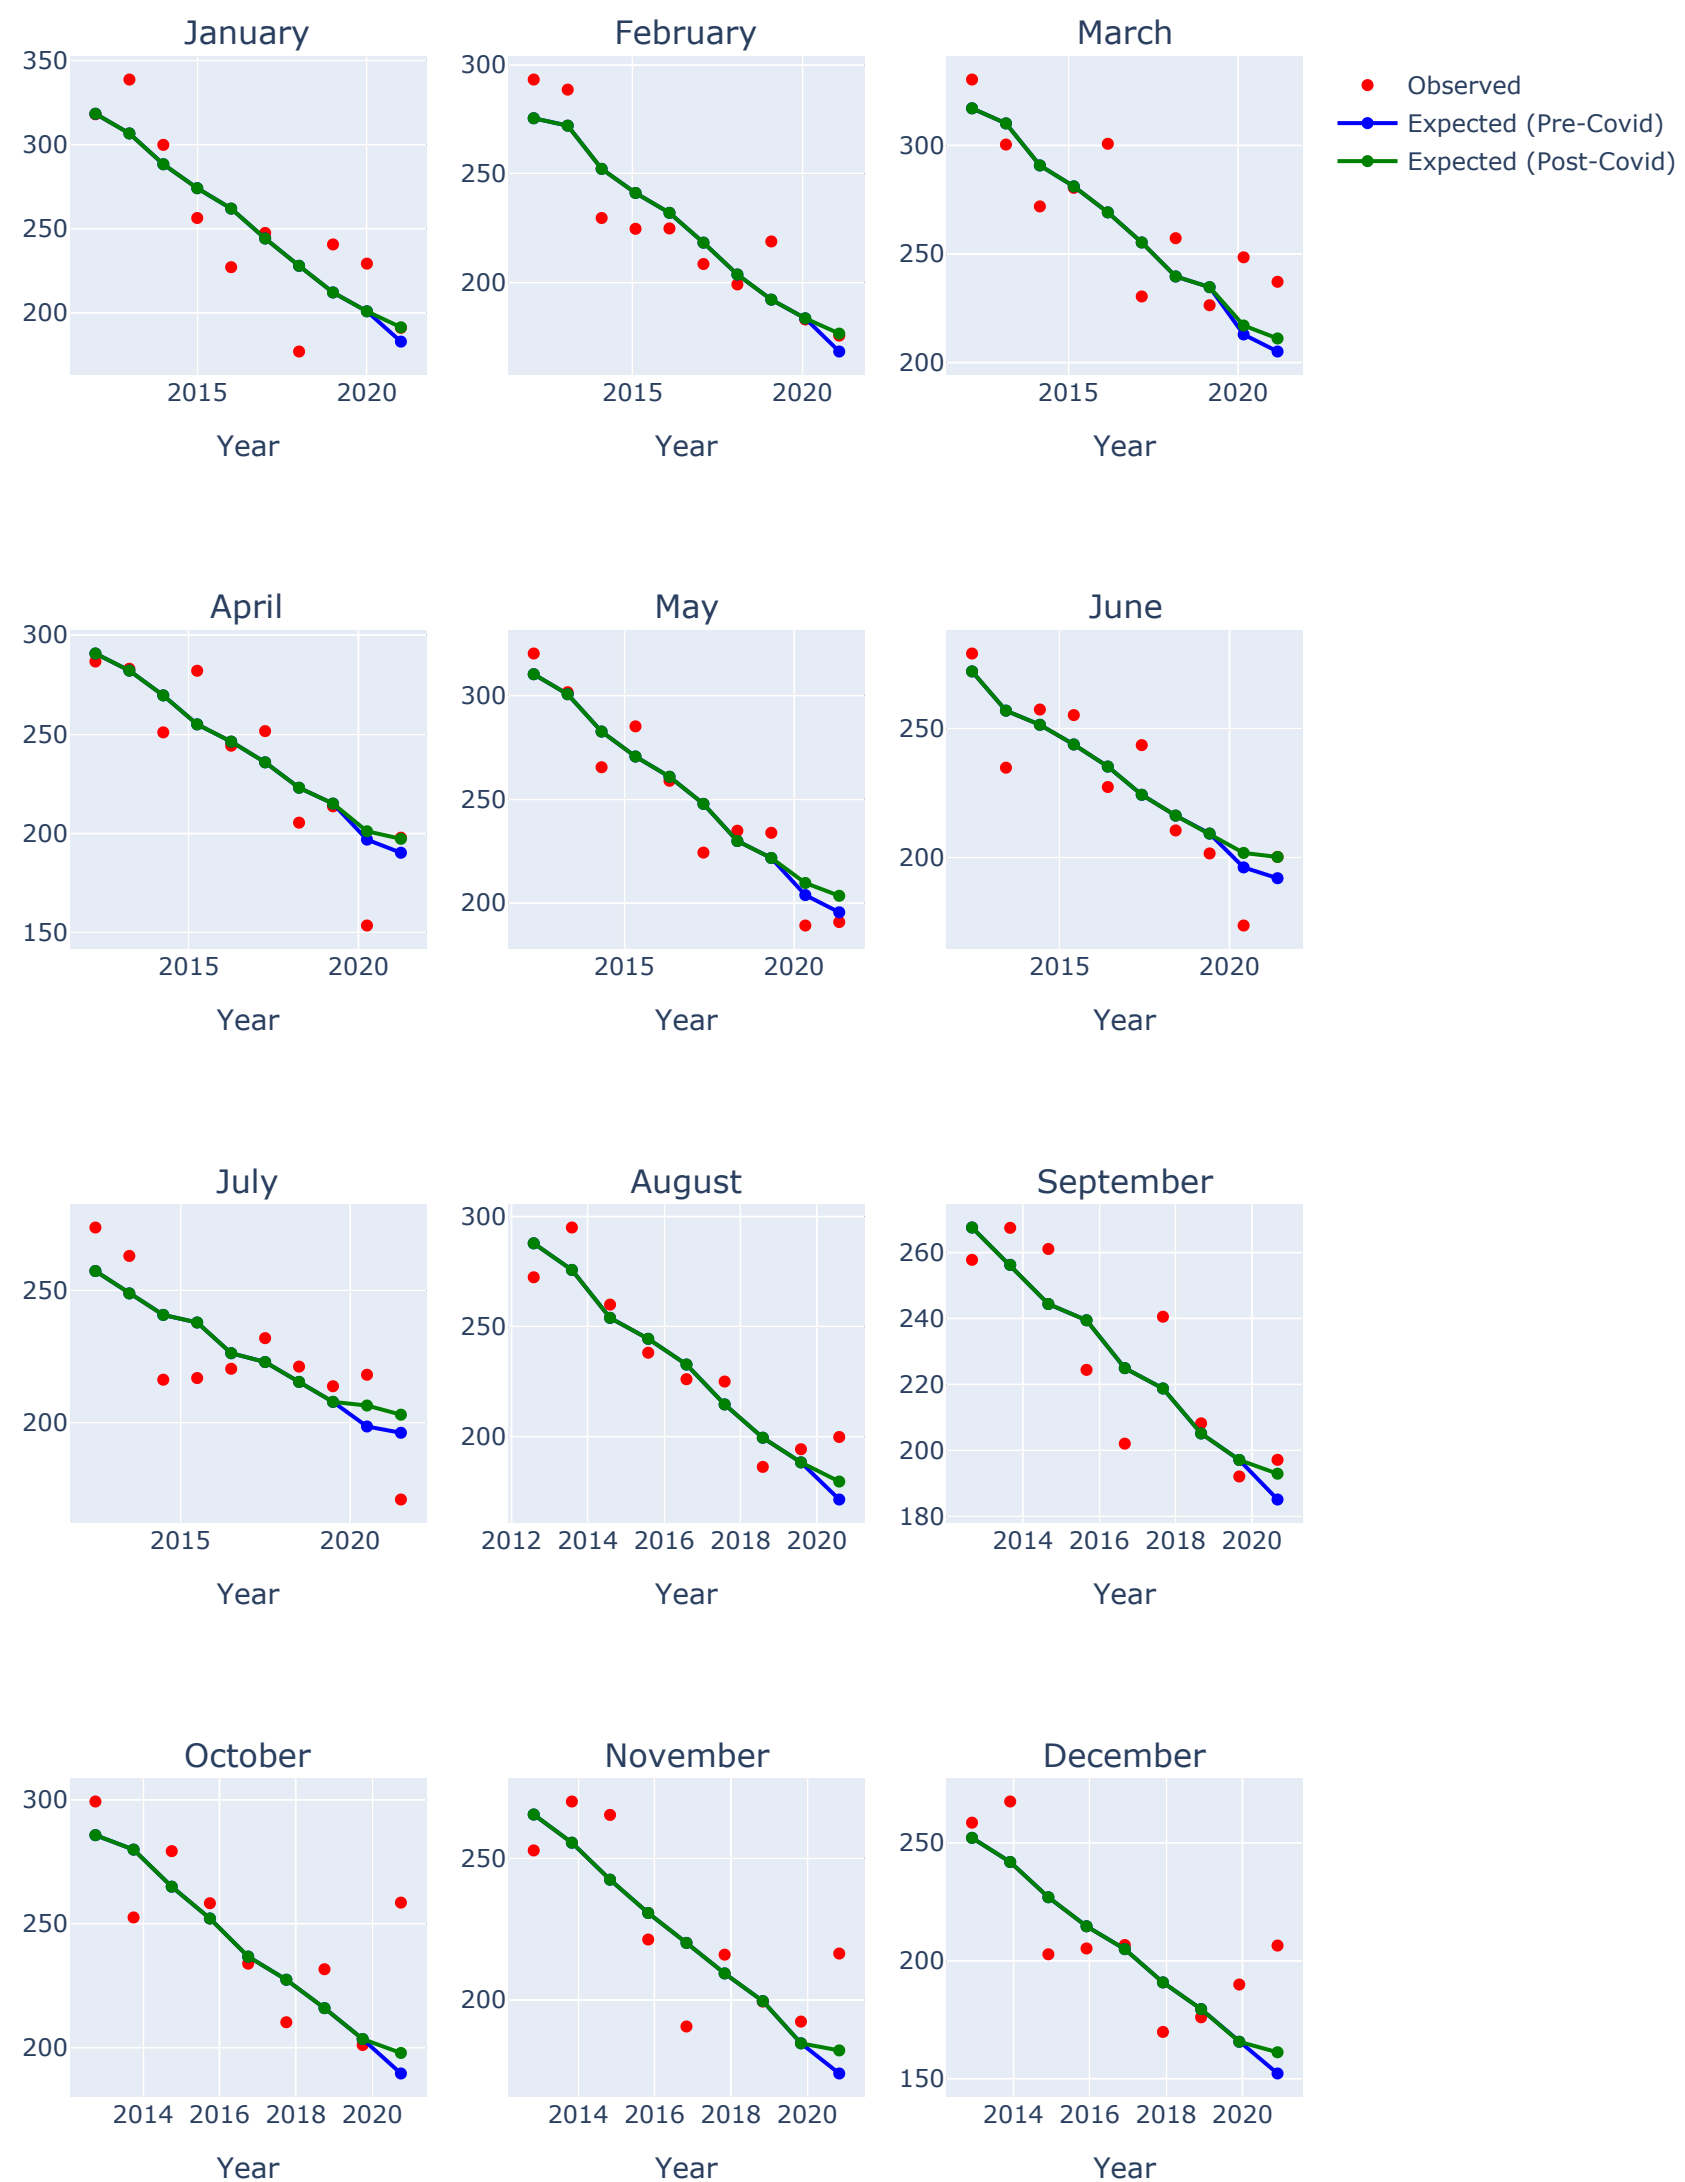 January
February
March
350
300
250
200
2015
2020
Year
300
250
200
2015
2020
Year
300
250
200
2015
2020
Year
Observed
Expected (Pre-Covid)
Expected (Post-Covid)
April
May
June
300
250
200
150
2015
2020
Year
300
250
200
2015
2020
Year
250
200
2015
2020
Year
July
August
September
250
200
2015
2020
Year
300
250
200
2012
2014
2016
2018
2020
Year
260
240
220
200
180
2014
2016
2018
2020
Year
October
November
December
300
250
200
2014
2016
2018
2020
Year
250
200
2014
2016
2018
2020
Year
250
200
150
2014
2016
2018
2020
Year